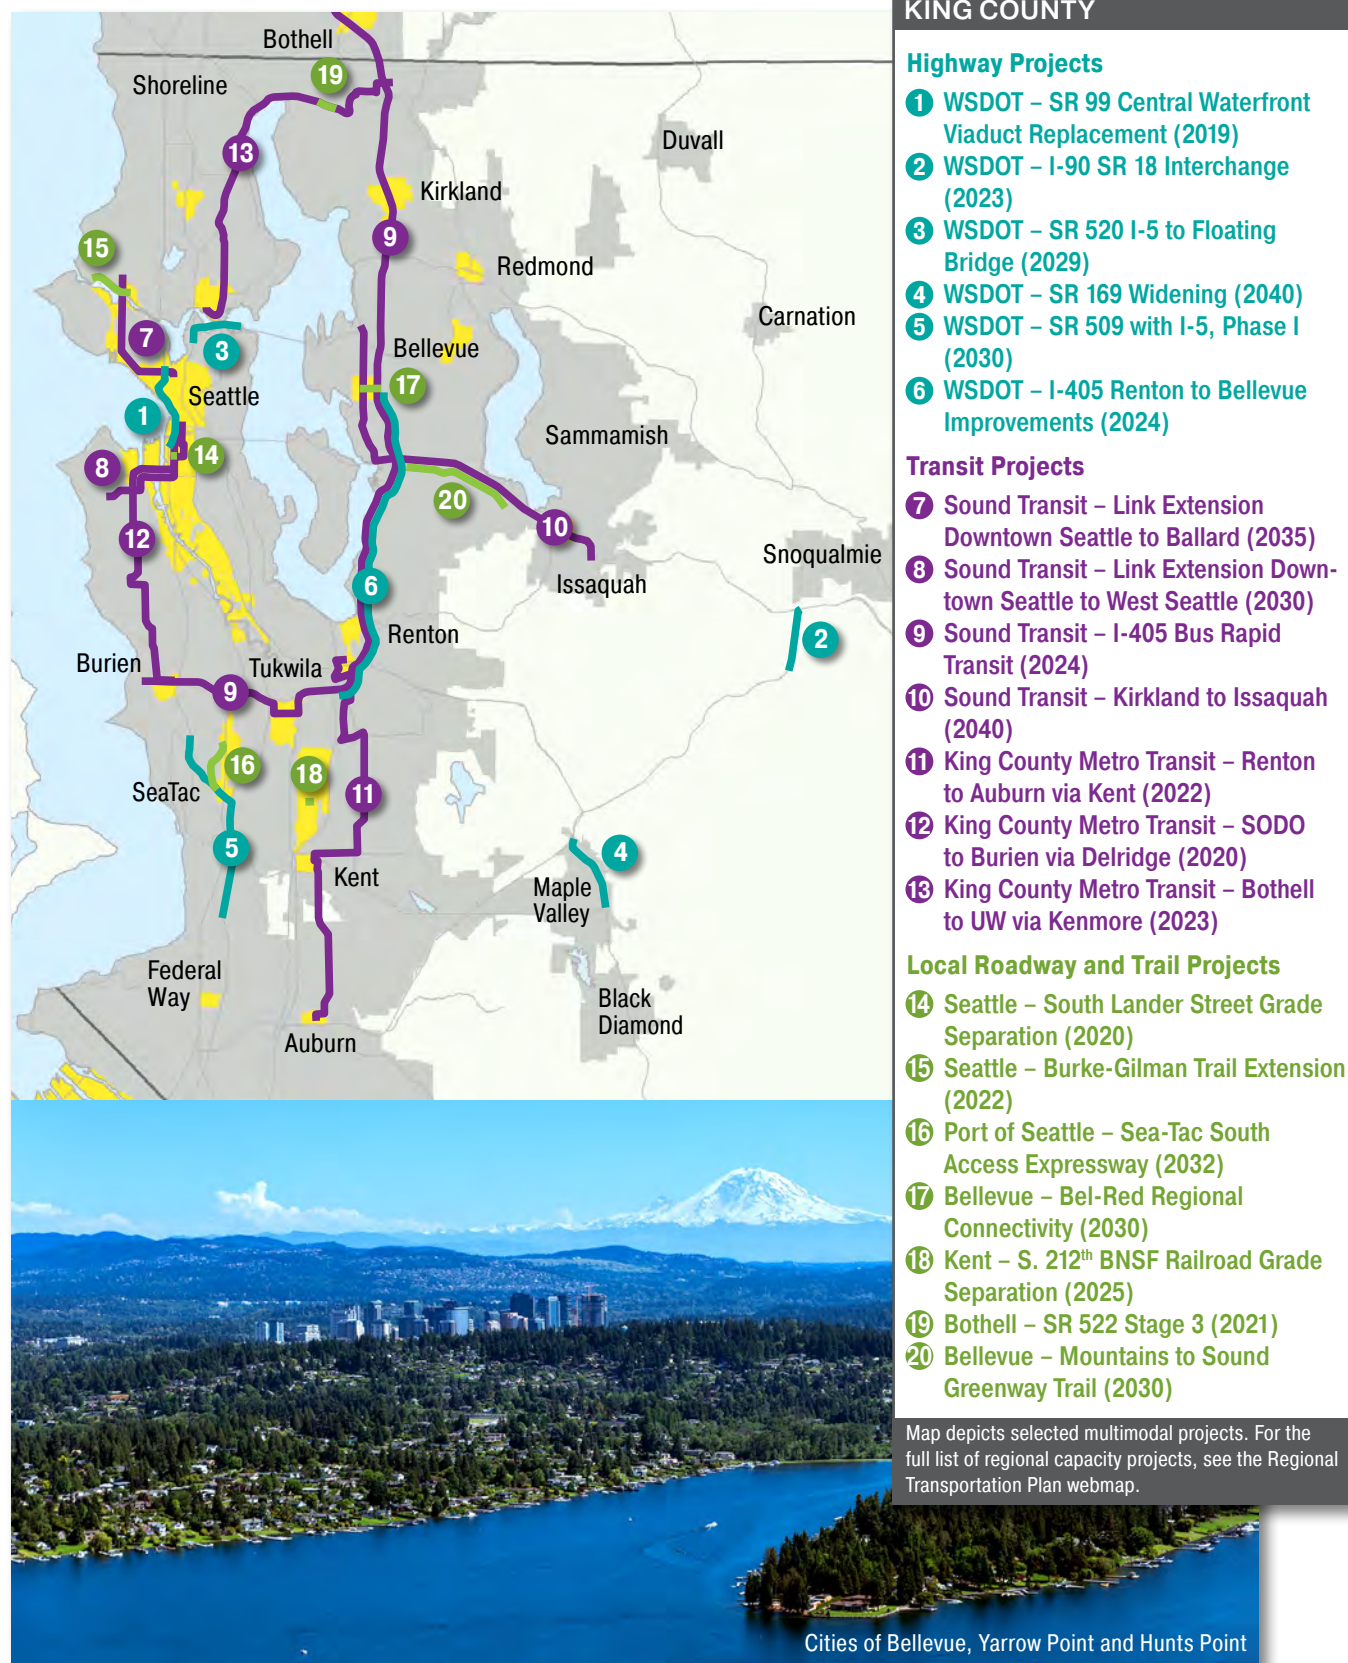 KING COUNTY
Highway Projects
1 WSDOT – SR 99 Central Waterfront
Viaduct Replacement (2019)
2 WSDOT – I-90 SR 18 Interchange
(2023)
3 WSDOT – SR 520 I-5 to Floating
Bridge (2029)
4 WSDOT – SR 169 Widening (2040)
5 WSDOT – SR 509 with I-5, Phase I
(2030)
6 WSDOT – I-405 Renton to Bellevue
Improvements (2024)
Transit Projects
7 Sound Transit – Link Extension
Downtown Seattle to Ballard (2035)
8 Sound Transit – Link Extension Down-
town Seattle to West Seattle (2030)
9 Sound Transit – I-405 Bus Rapid
Transit (2024)
10 Sound Transit – Kirkland to Issaquah
(2040)
11 King County Metro Transit – Renton
to Auburn via Kent (2022)
12 King County Metro Transit – SODO
to Burien via Delridge (2020)
13 King County Metro Transit – Bothell
to UW via Kenmore (2023)
Local Roadway and Trail Projects
14 Seattle – South Lander Street Grade
Separation (2020)
15 Seattle – Burke-Gilman Trail Extension
(2022)
16 Port of Seattle – Sea-Tac South
Access Expressway (2032)
17 Bellevue – Bel-Red Regional
Connectivity (2030)
18 Kent – S. 212th BNSF Railroad Grade
Separation (2025)
19 Bothell – SR 522 Stage 3 (2021)
20 Bellevue – Mountains to Sound
Greenway Trail (2030)
Map depicts selected multimodal projects. For the
full list of regional capacity projects, see the Regional
Transportation Plan webmap.
Bothell
19
Shoreline
Duvall
13
Kirkland
9
15
Redmond
Carnation
7
3
Bellevue
17
Seattle
1
Sammamish
14
8
20
10
12
Snoqualmie
Issaquah
6
Renton
2
Burien
Tukwila
9
16
18
SeaTac
11
5
4
Kent
Maple
Valley
Federal
Way
Black
Diamond
Auburn
Cities of Bellevue, Yarrow Point and Hunts Point